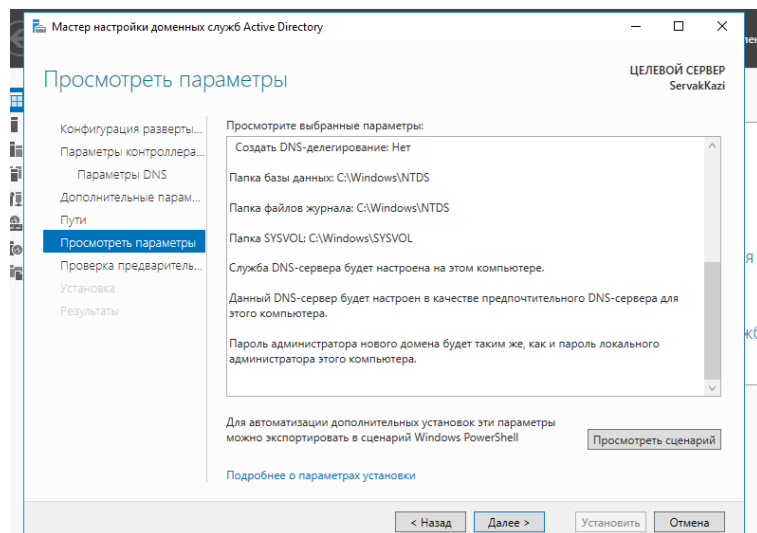 Мастер настройки доменных служб Active Directory
Просмотреть параметры
ЦЕЛЕВОЙ СЕРВЕР
ServakKazi
Конфигурация разверты...
Параметры контроллера...
Параметры DNS
Дополнительные парам...
Пути
Просмотреть параметры
Проверка предваритель...
Установка
Результаты
Просмотрите выбранные параметры:
Создать DNS-делегирование: Нет
Папка базы данных: C:\Windows\NTDS
Папка файлов журнала: C:\Windows\NTDS
Папка SYSVOL: C:\Windows\SYSVOL
Служба DNS-сервера будет настроена на этом компьютере.
Данный DNS-сервер будет настроен в качестве предпочтительного DNS-сервера для
этого компьютера.
Пароль администратора нового домена будет таким же, как и пароль локального
администратора этого компьютера.
Для автоматизации дополнительных установок эти параметры
можно экспортировать в сценарий Windows PowerShell
Просмотреть сценарий
Подробнее о параметрах установки
< Назад
Далее >
Установить
Отмена